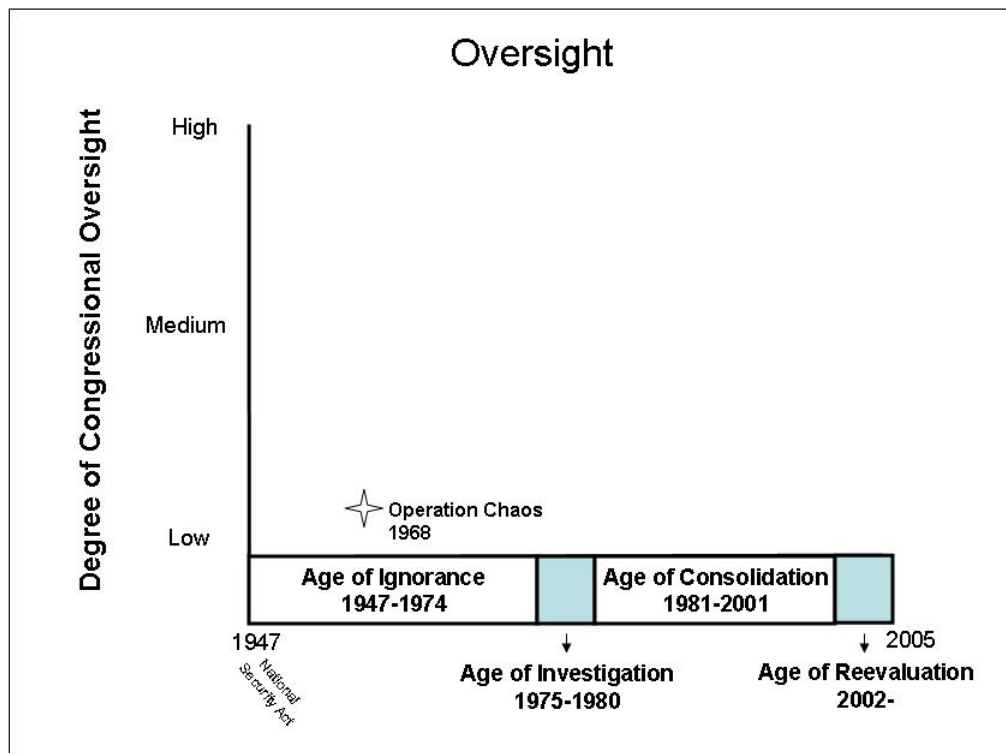 Oversight
Degree of Congressional Oversight
High
Medium
Low
Operation Chaos
1968
Age of Ignorance
1947-1974
Age of Consolidation
1981-2001
1947
2005
National
Security Act
Age of Investigation
1975-1980
Age of Reevaluation
2002-